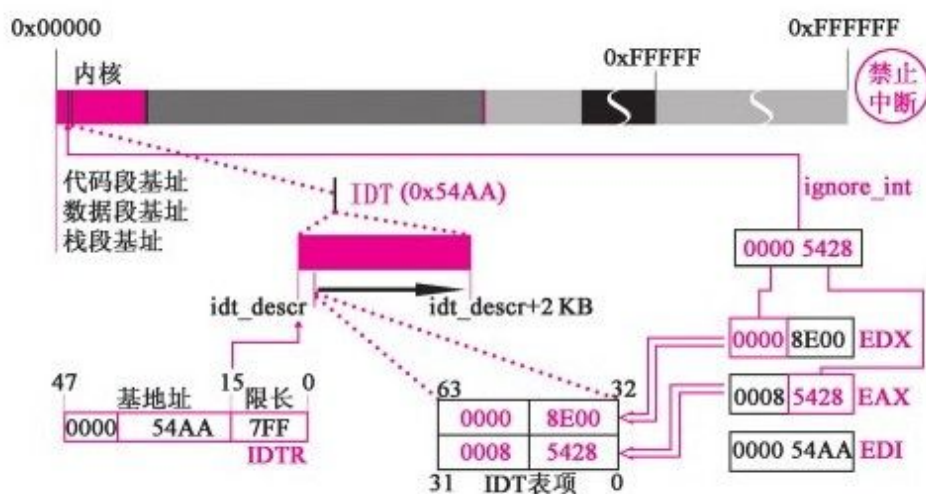 0x00000
0xFFFFFF
0xFFFFF
内核
禁止
中断
代码段基址
数据段基址
栈段基址
IDT (0x54AA)
ignore_int
0000 5428
idt_descr
idt_descr+2 KB
0000 8E00 EDX
47 15 0
基地址 限长
0000 54AA 7FF
IDTR
63 32
0000 8E00
0008 5428
31 IDT表项 0
0008 5428 EAX
0000 54AA EDI